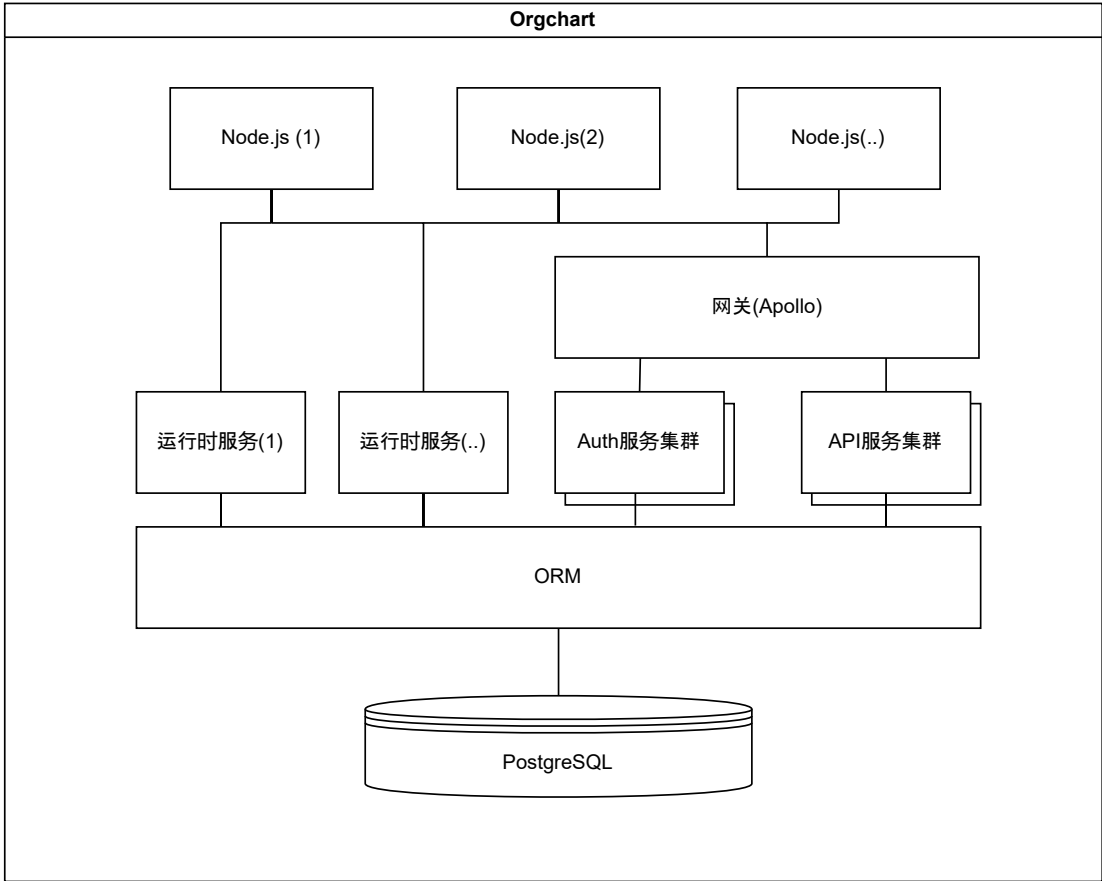 Orgchart
Node.js (1)
Node.js(2)
Node.js(..)
网关(Apollo)
运行时服务(1)
运行时服务(..)
Auth服务集群
API服务集群
ORM
PostgreSQL